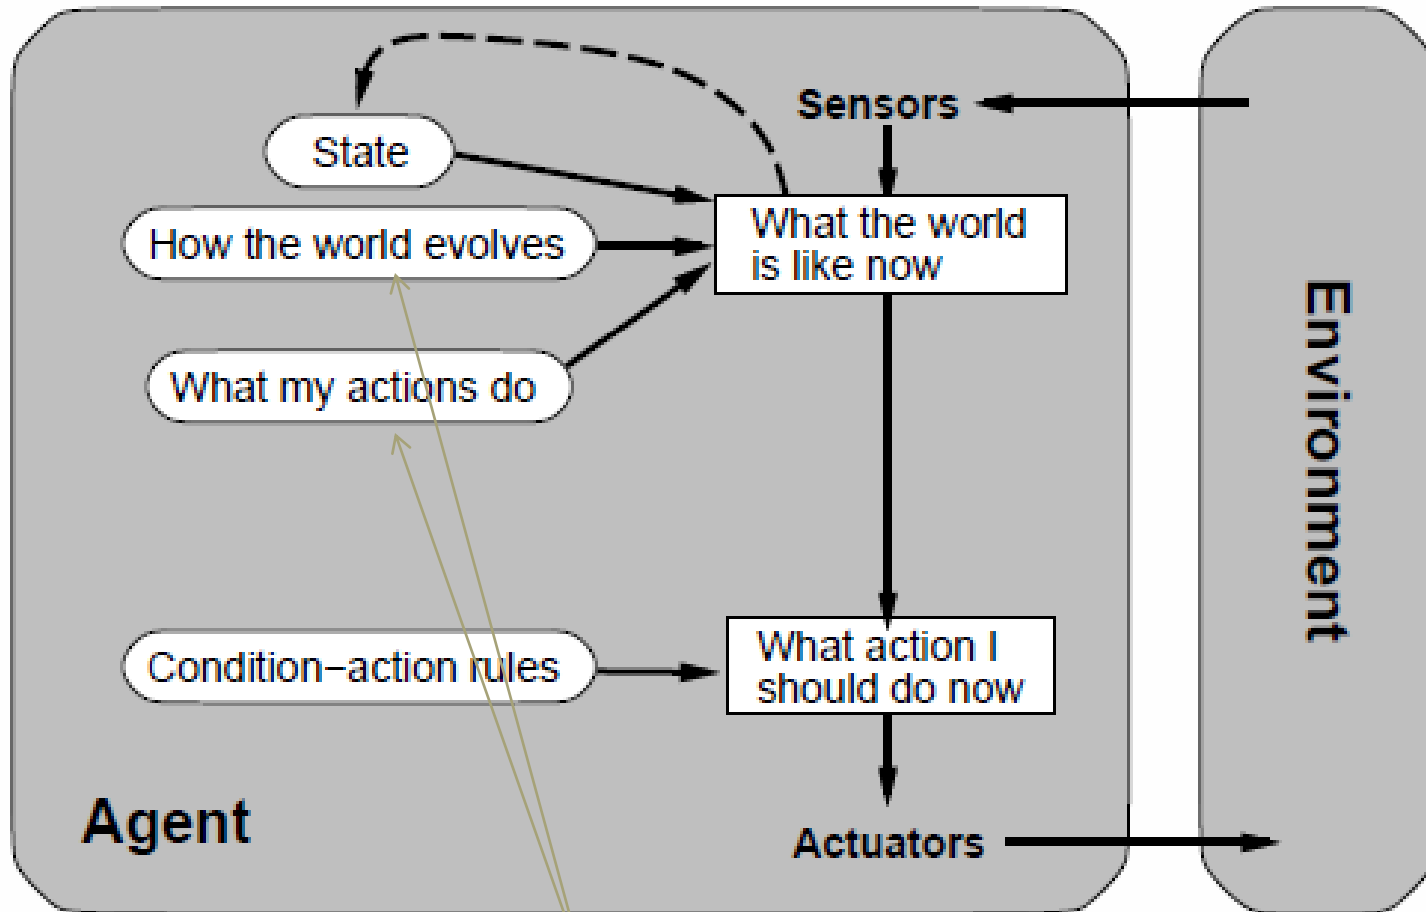 Sensors
State
What the world
is like now
How the world evolves
What my actions do
Condition−action rules
What action I
should do now
Agent
Actuators
Environment